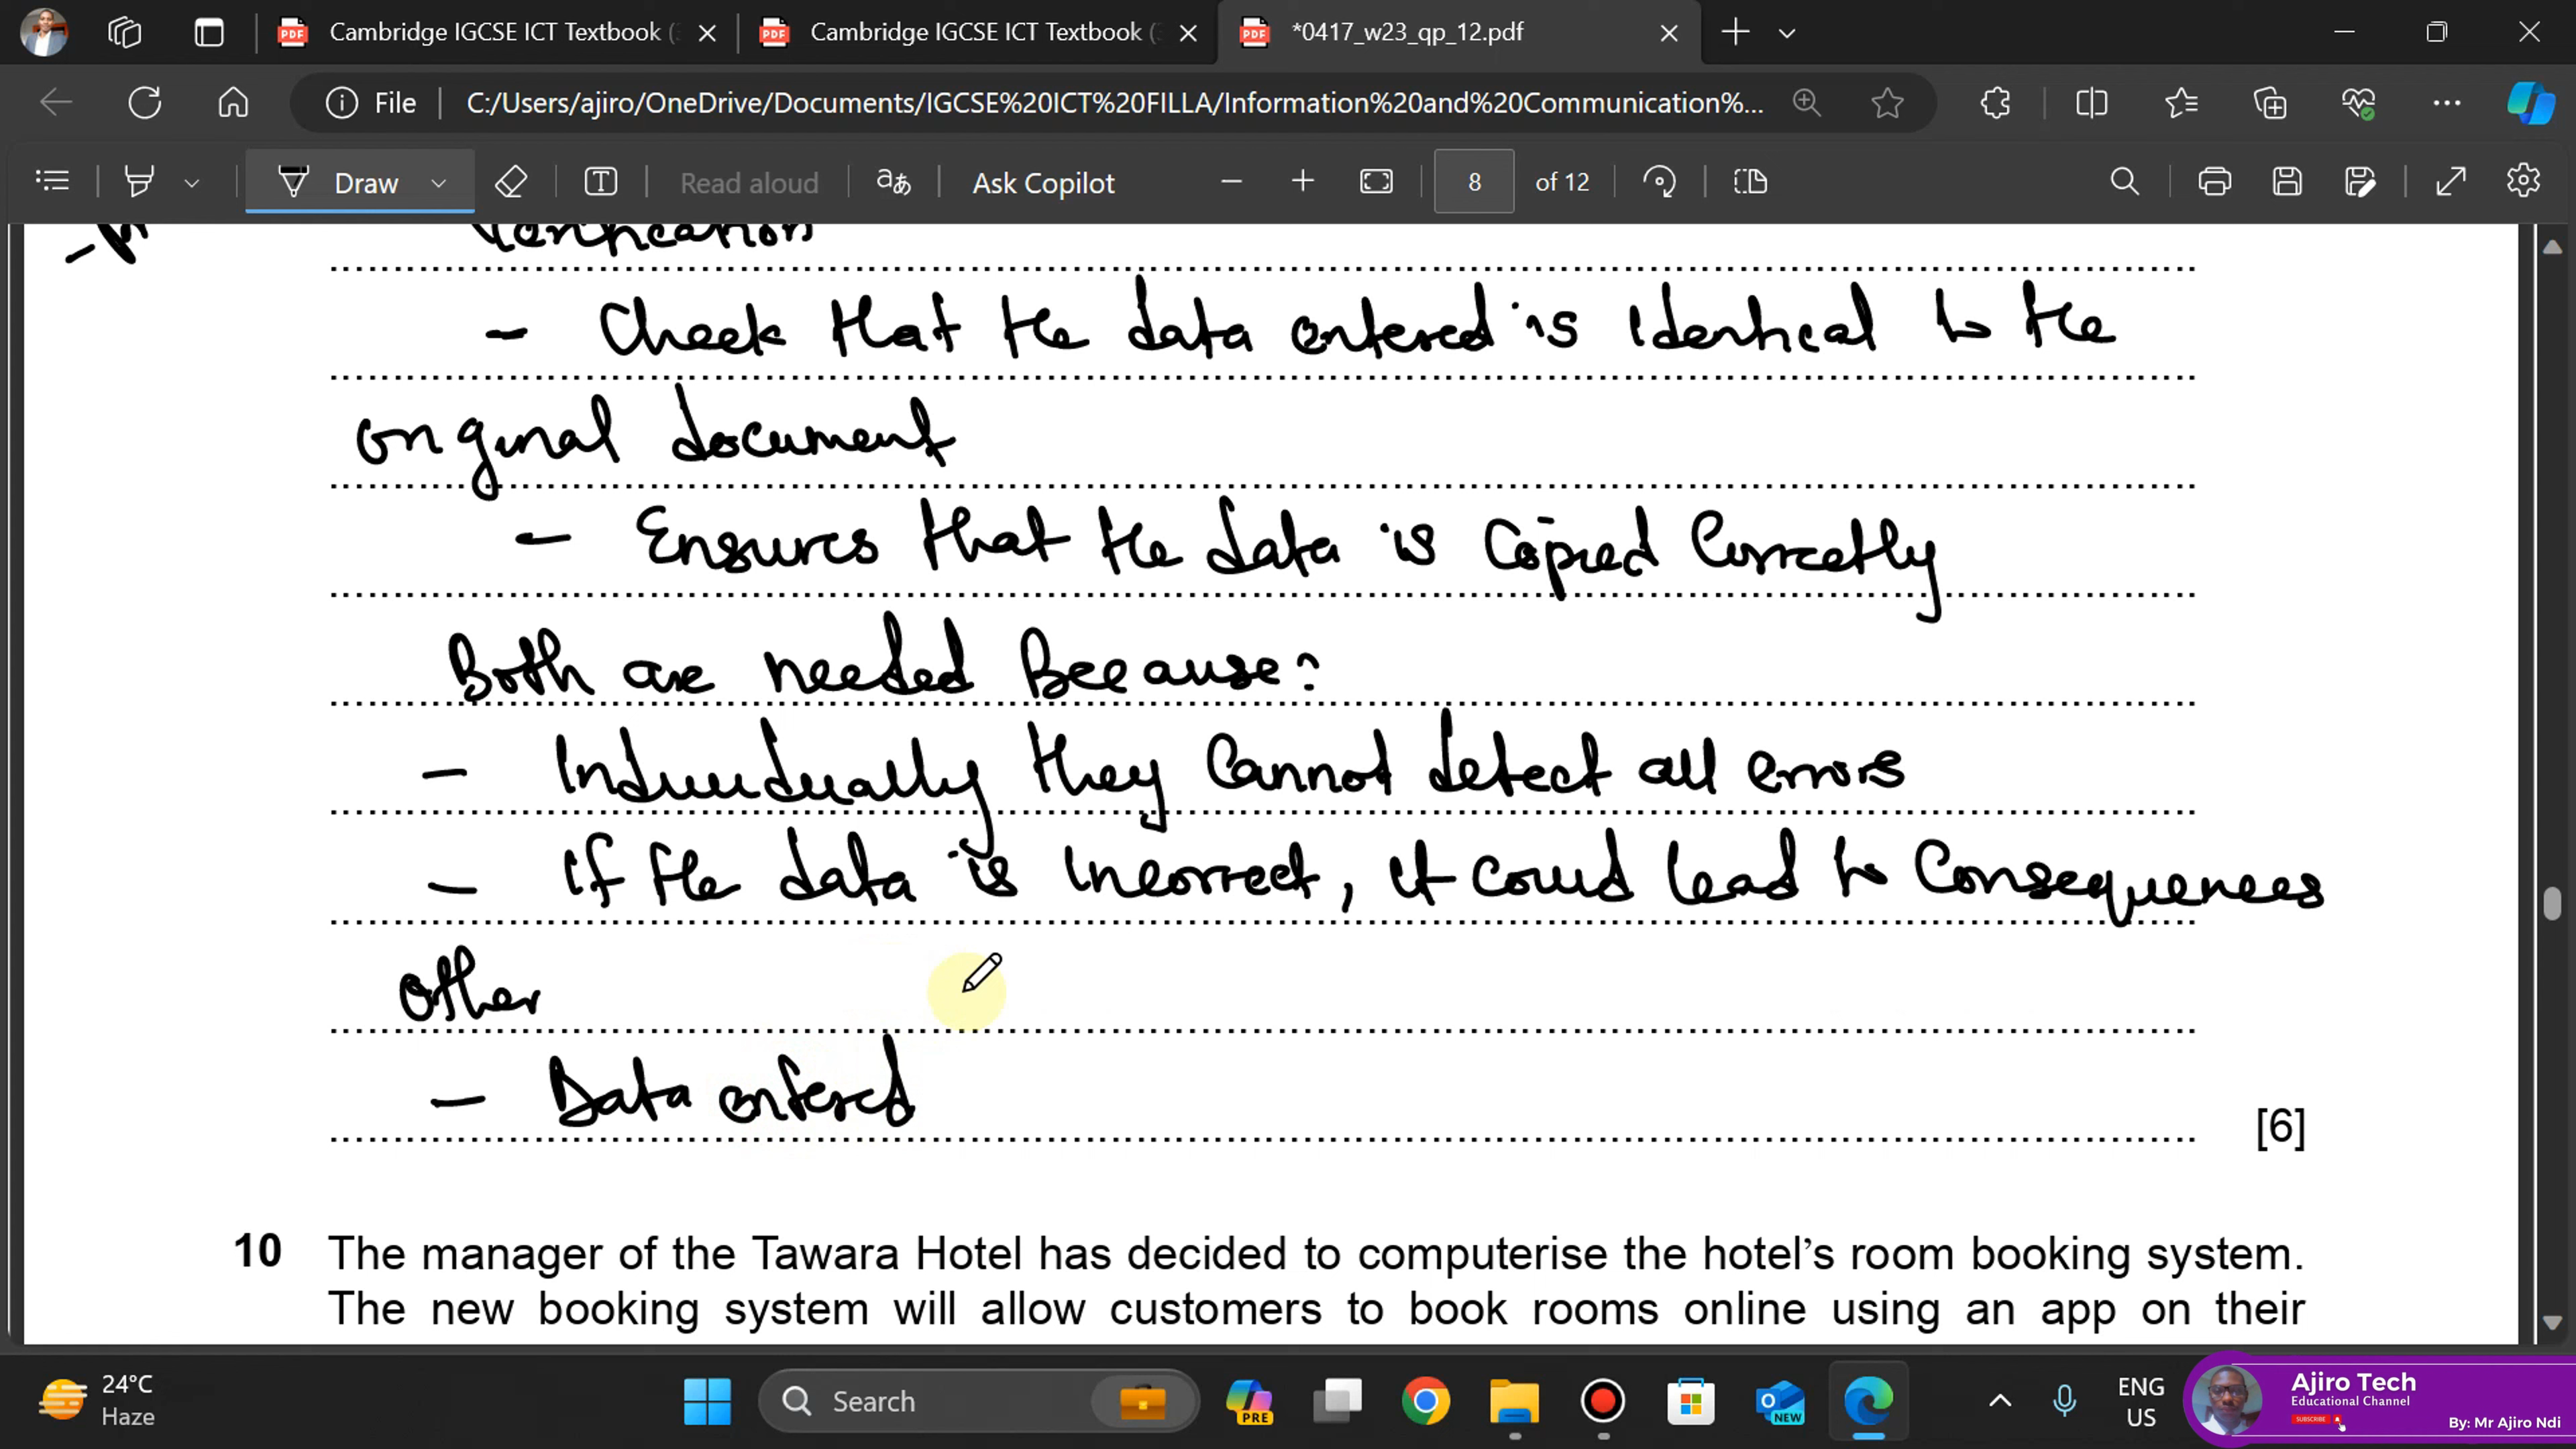 Cambridge IGCSE ICT Textbook (
Cambridge IGCSE ICT Textbook (
*0417_w23_qp_12.pdf
File
C:/Users/ajiro/OneDrive/Documents/IGCSE%20ICT%20FILLA/Information%20and%20Communication%...
Draw
Read aloud
Ask Copilot
8
of 12
Verification
- Check that the data entered is identical to the
original document
- Ensures that the data is copied Correctly
Both are needed Because:
- Individually they Cannot detect all errors
- If the data is incorrect, it could lead to Consequences
Other
- Data entered
[6]
10 The manager of the Tawara Hotel has decided to computerise the hotel's room booking system.
The new booking system will allow customers to book rooms online using an app on their
24°C
Haze
Search
PRE
NEW
ENG
US
Ajiro Tech
Educational Channel
SUBSCRIBE
By: Mr Ajiro Ndi